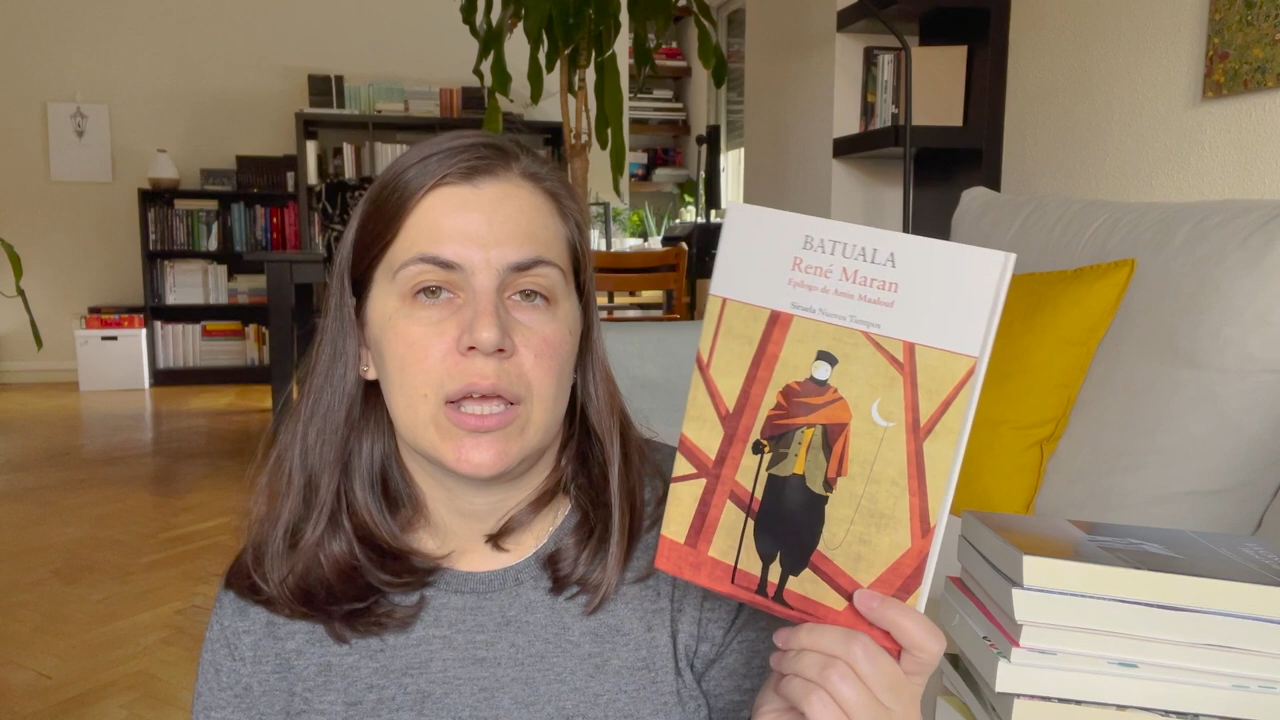 BATUALA
René Maran
Epílogo de Amin Maalouf
Siruela Nuevos Tiempos